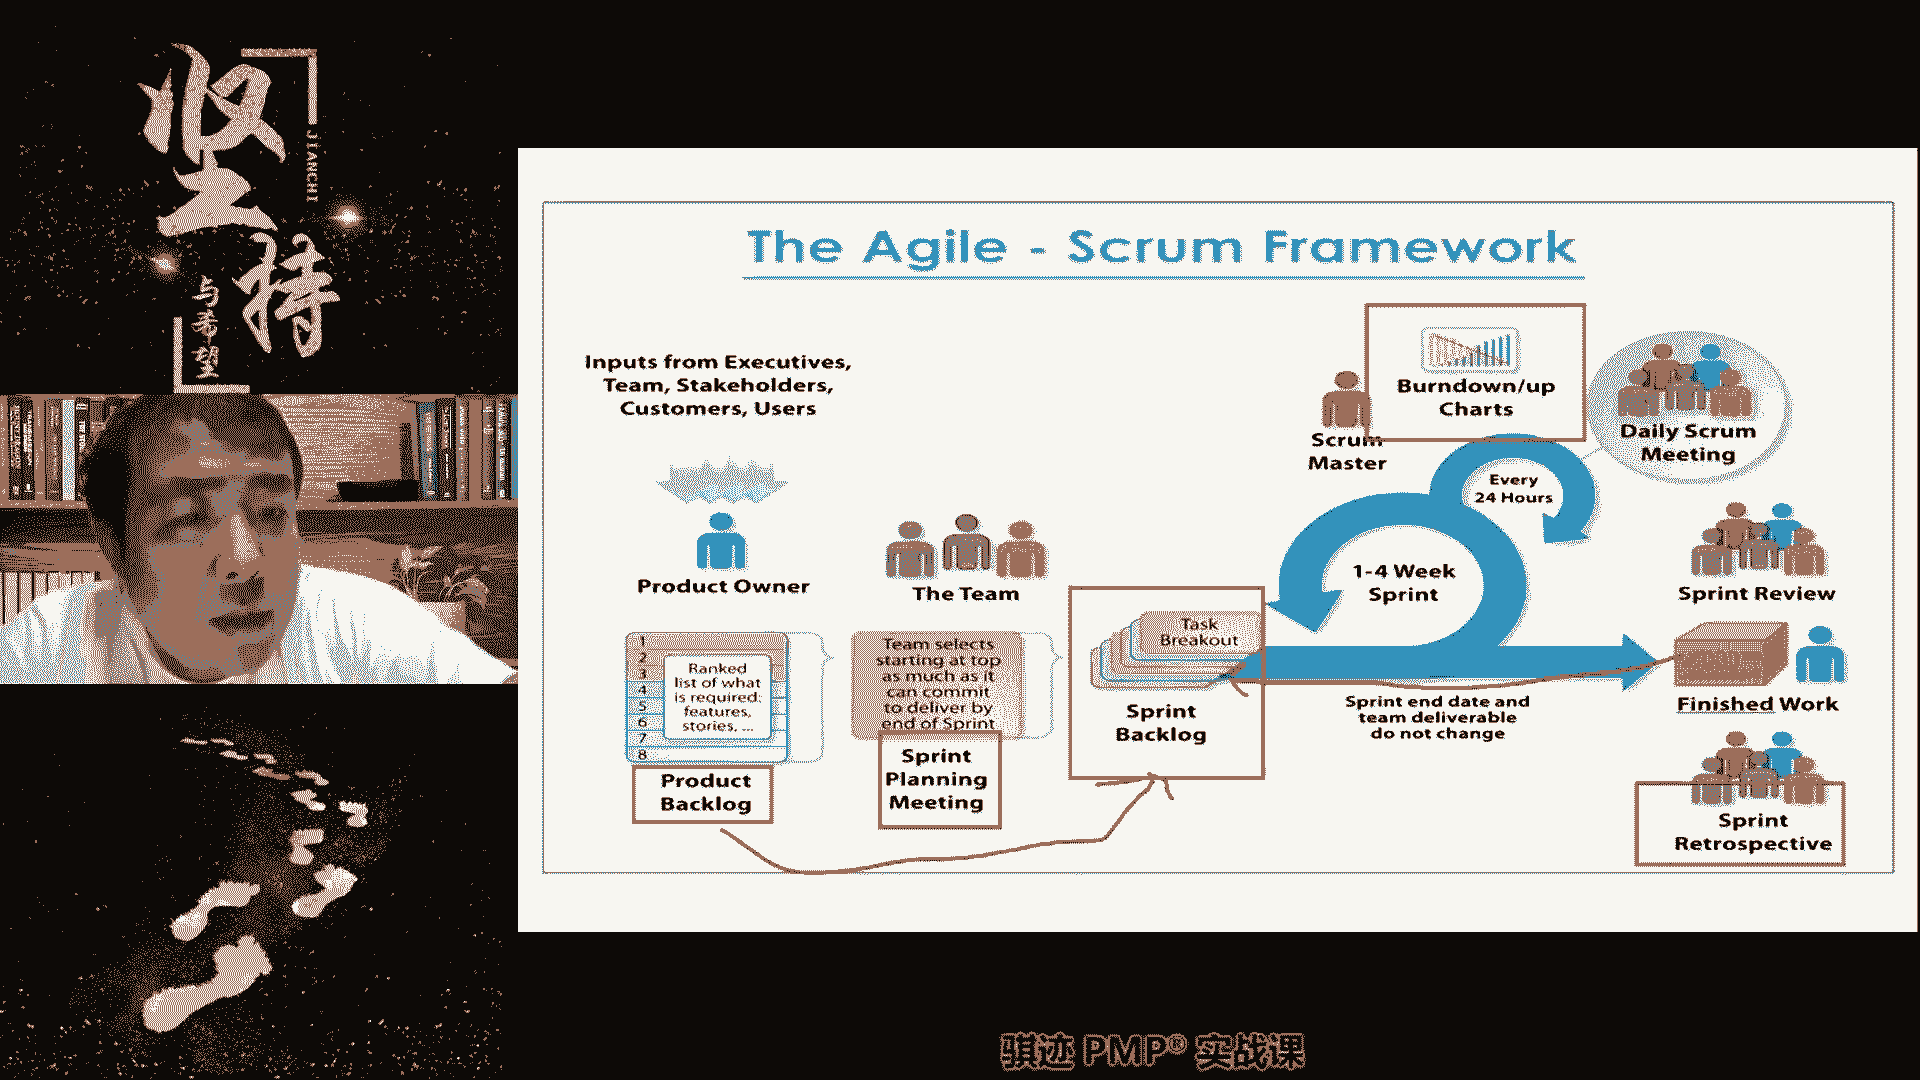 坚持
JIANCHI
与希望
The Agile - Scrum Framework
Inputs from Executives,
Team, Stakeholders,
Customers, Users
Product Owner
The Team
1
2
3
4
5
6
7
8
Ranked
list of what
is required:
features,
stories, ...
Product
Backlog
Team selects
starting at top
as much as it
can commit
to deliver by
end of Sprint
Sprint
Planning
Meeting
Task
Breakout
Sprint
Backlog
Scrum
Master
Burndown/up
Charts
Daily Scrum
Meeting
Every
24 Hours
1-4 Week
Sprint
Sprint end date and
team deliverable
do not change
Sprint Review
Finished Work
Sprint
Retrospective
骐迹 PMP® 实战课